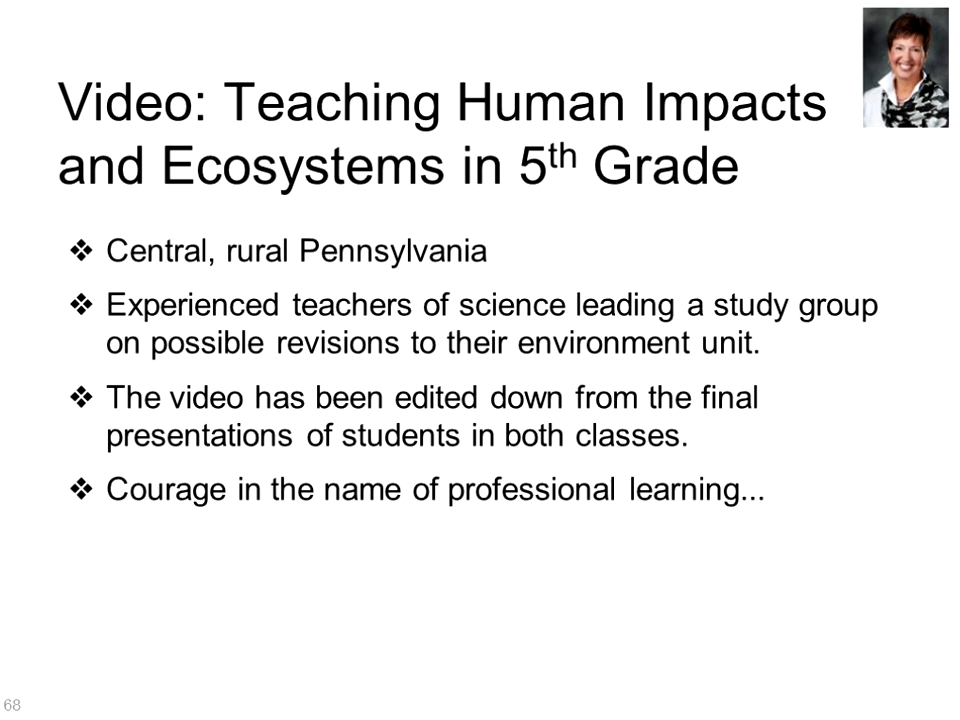 Video: Teaching Human Impacts
and Ecosystems in 5th Grade
❖ Central, rural Pennsylvania
❖ Experienced teachers of science leading a study group
on possible revisions to their environment unit.
❖ The video has been edited down from the final
presentations of students in both classes.
❖ Courage in the name of professional learning...
68